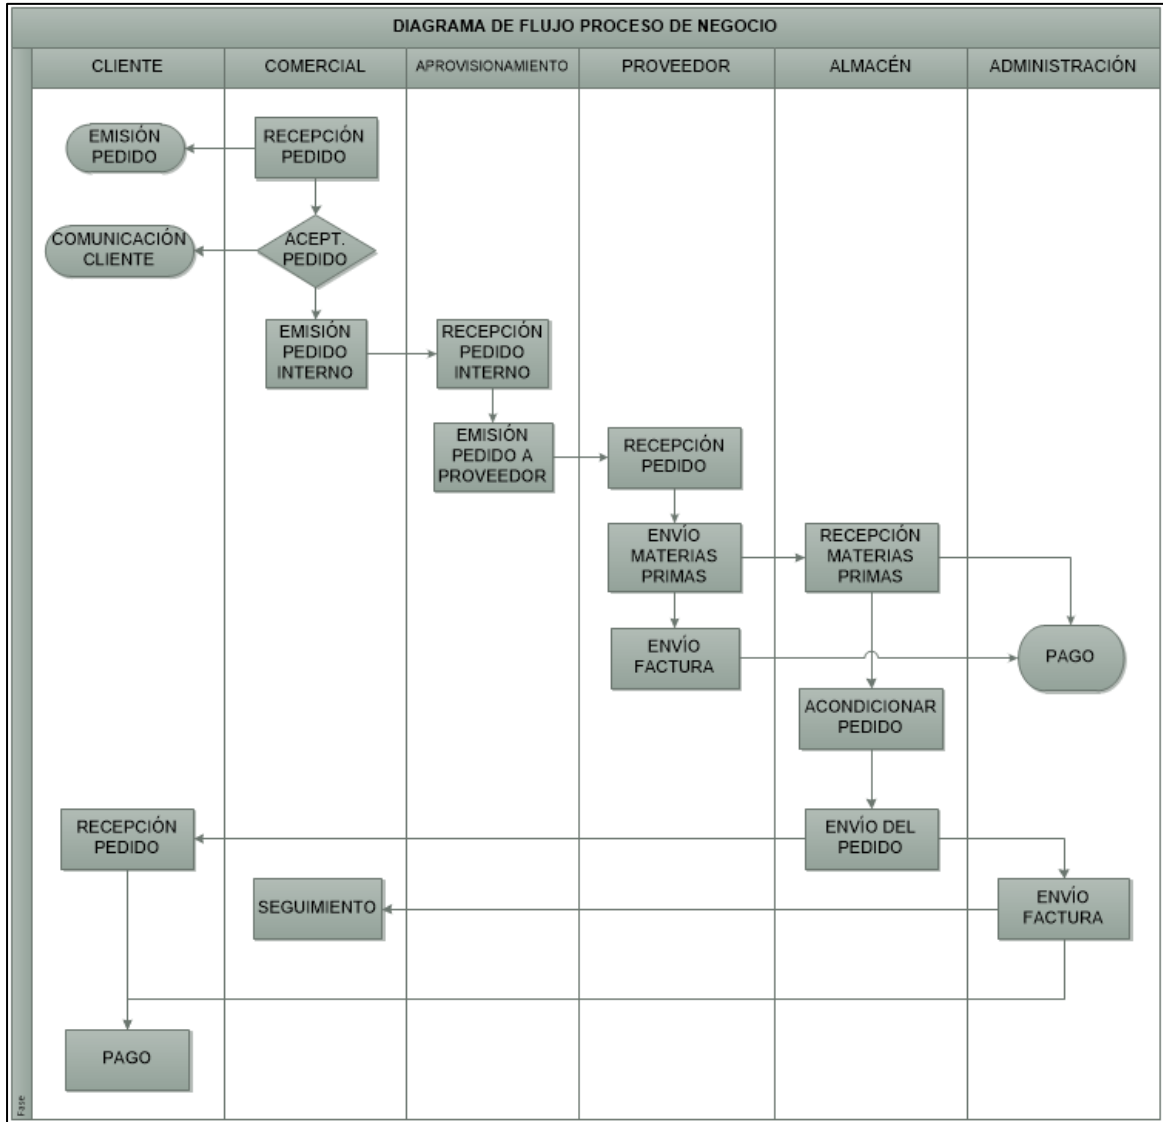 DIAGRAMA DE FLUJO PROCESO DE NEGOCIO
CLIENTE
COMERCIAL
APROVISIONAMIENTO
PROVEEDOR
ALMACÉN
ADMINISTRACIÓN
EMISIÓN
PEDIDO
RECEPCIÓN
PEDIDO
COMUNICACIÓN
CLIENTE
ACEPT.
PEDIDO
EMISIÓN
PEDIDO
INTERNO
RECEPCIÓN
PEDIDO
INTERNO
EMISIÓN
PEDIDO A
PROVEEDOR
RECEPCIÓN
PEDIDO
ENVÍO
MATERIAS
PRIMAS
RECEPCIÓN
MATERIAS
PRIMAS
ENVÍO
FACTURA
PAGO
ACONDICIONAR
PEDIDO
RECEPCIÓN
PEDIDO
ENVÍO DEL
PEDIDO
SEGUIMIENTO
ENVÍO
FACTURA
PAGO
Fase